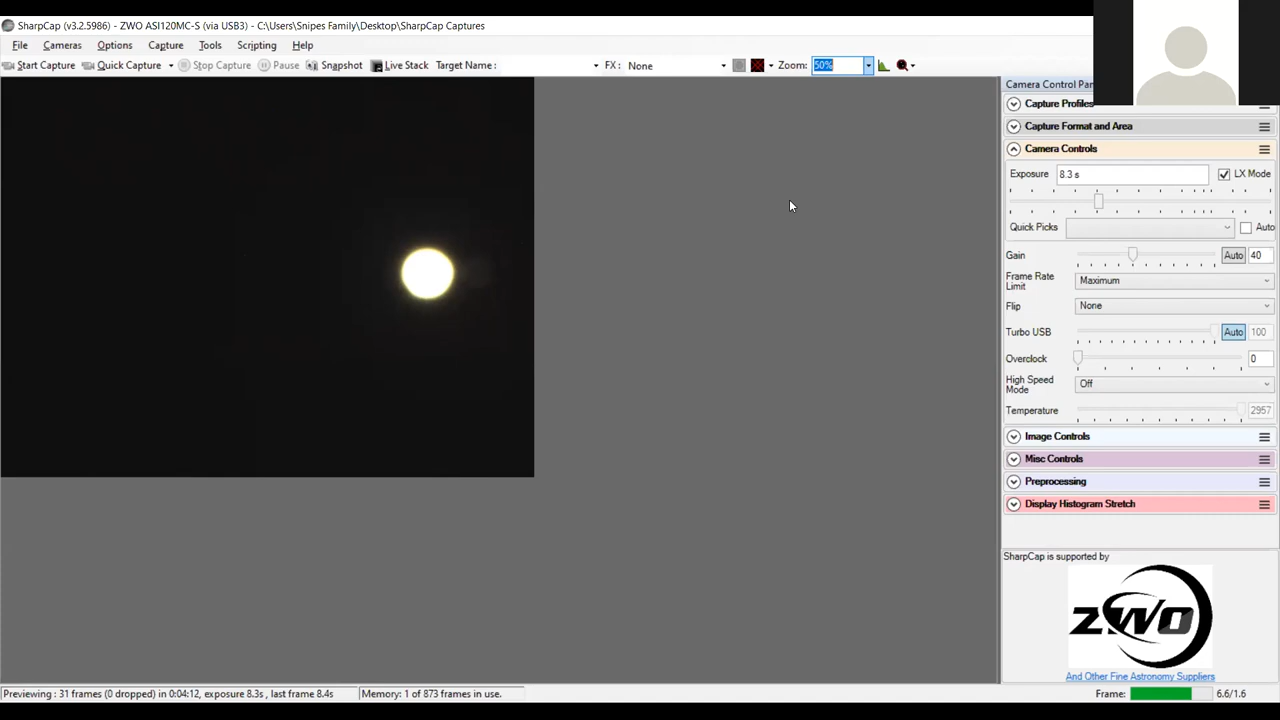 SharpCap (v3.2.5986) - ZWO ASI120MC-S (via USB3) - C:\Users\Snipes Family\Desktop\SharpCap Captures
File Cameras Options Capture Tools Scripting Help
Start Capture Quick Capture Stop Capture Pause Snapshot Live Stack Target Name : FX: None Zoom: 50%
Camera Control Pan
Capture Profiles
Capture Format and Area
Camera Controls
Exposure 8.3 s LX Mode
Quick Picks Auto
Gain Auto 40
Frame Rate Limit Maximum
Flip None
Turbo USB Auto 100
Overclock 0
High Speed Mode Off
Temperature 2957
Image Controls
Misc Controls
Preprocessing
Display Histogram Stretch
SharpCap is supported by
ZWO
And Other Fine Astronomy Suppliers
Previewing : 31 frames (0 dropped) in 0:04:12, exposure 8.3s , last frame 8.4s Memory: 1 of 873 frames in use. Frame: 6.6/1.6